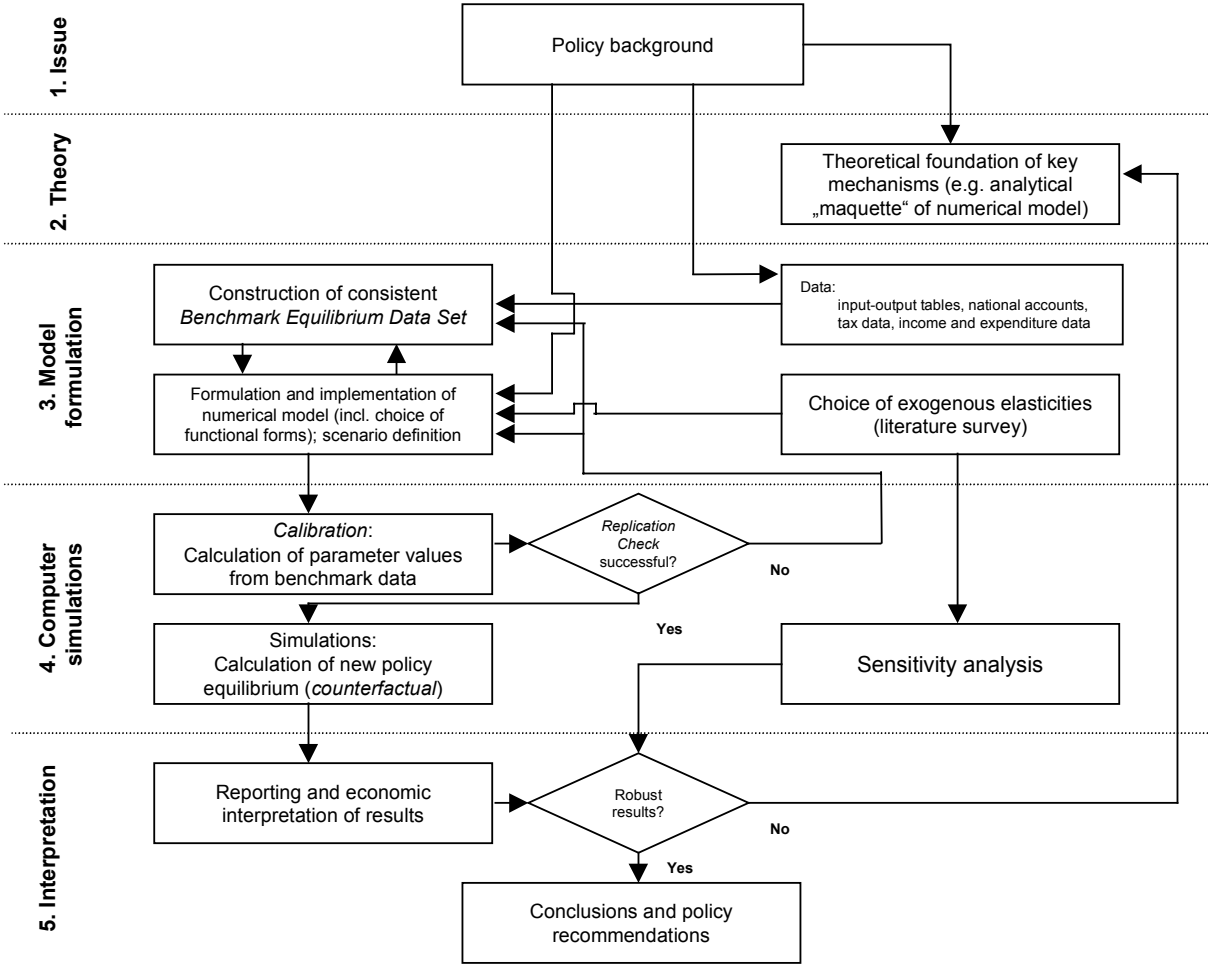 1. Issue
Policy background
2. Theory
Theoretical foundation of key
mechanisms (e.g. analytical
„maquette“ of numerical model)
3. Model
formulation
Construction of consistent
Benchmark Equilibrium Data Set
Data:
input-output tables, national accounts,
tax data, income and expenditure data
Formulation and implementation of
numerical model (incl. choice of
functional forms); scenario definition
Choice of exogenous elasticities
(literature survey)
4. Computer
simulations
Calibration:
Calculation of parameter values
from benchmark data
Replication
Check
successful?
No
Yes
Simulations:
Calculation of new policy
equilibrium (counterfactual)
Sensitivity analysis
5. Interpretation
Reporting and economic
interpretation of results
Robust
results?
No
Yes
Conclusions and policy
recommendations